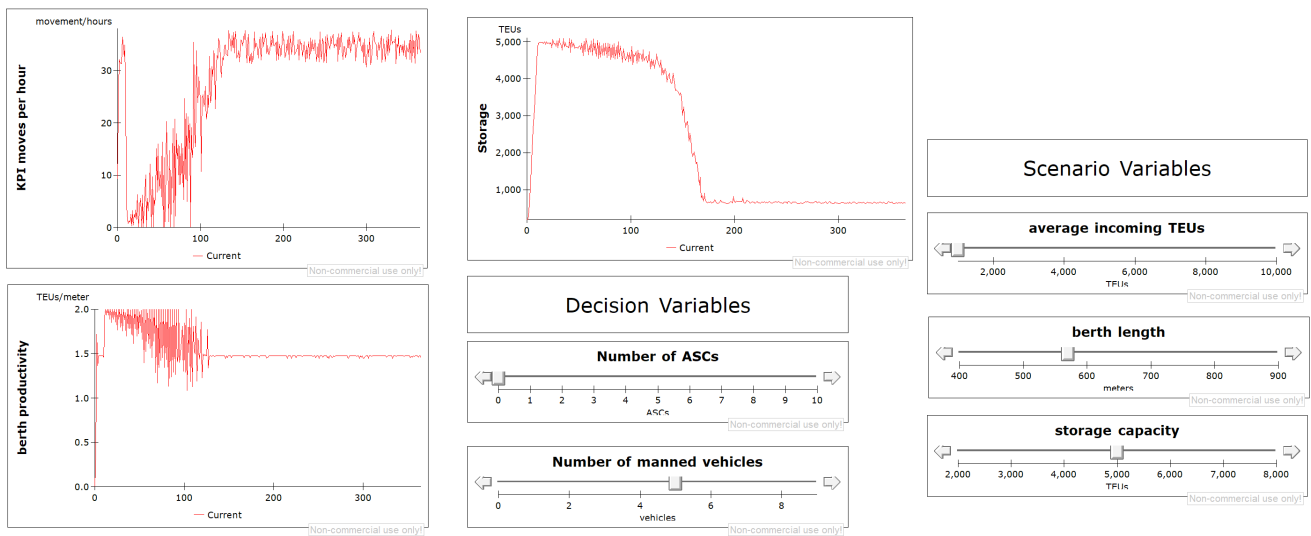 movement/hours
KPI moves per hour
30
20
10
0
0 100 200 300
Current
Non-commercial use only!
TEUs/meter
berth productivity
2.0
1.5
1.0
0.5
0.0
0 100 200 300
Current
Non-commercial use only!
TEUs
Storage
5,000
4,000
3,000
2,000
1,000
0 100 200 300
Current
Non-commercial use only!
Decision Variables
Number of ASCs
0 1 2 3 4 5 6 7 8 9 10
ASCs
Non-commercial use only!
Number of manned vehicles
0 2 4 6 8
vehicles
Non-commercial use only!
Scenario Variables
average incoming TEUs
2,000 4,000 6,000 8,000 10,000
TEUs
Non-commercial use only!
berth length
400 500 600 700 800 900
meters
Non-commercial use only!
storage capacity
2,000 3,000 4,000 5,000 6,000 7,000 8,000
TEUs
Non-commercial use only!